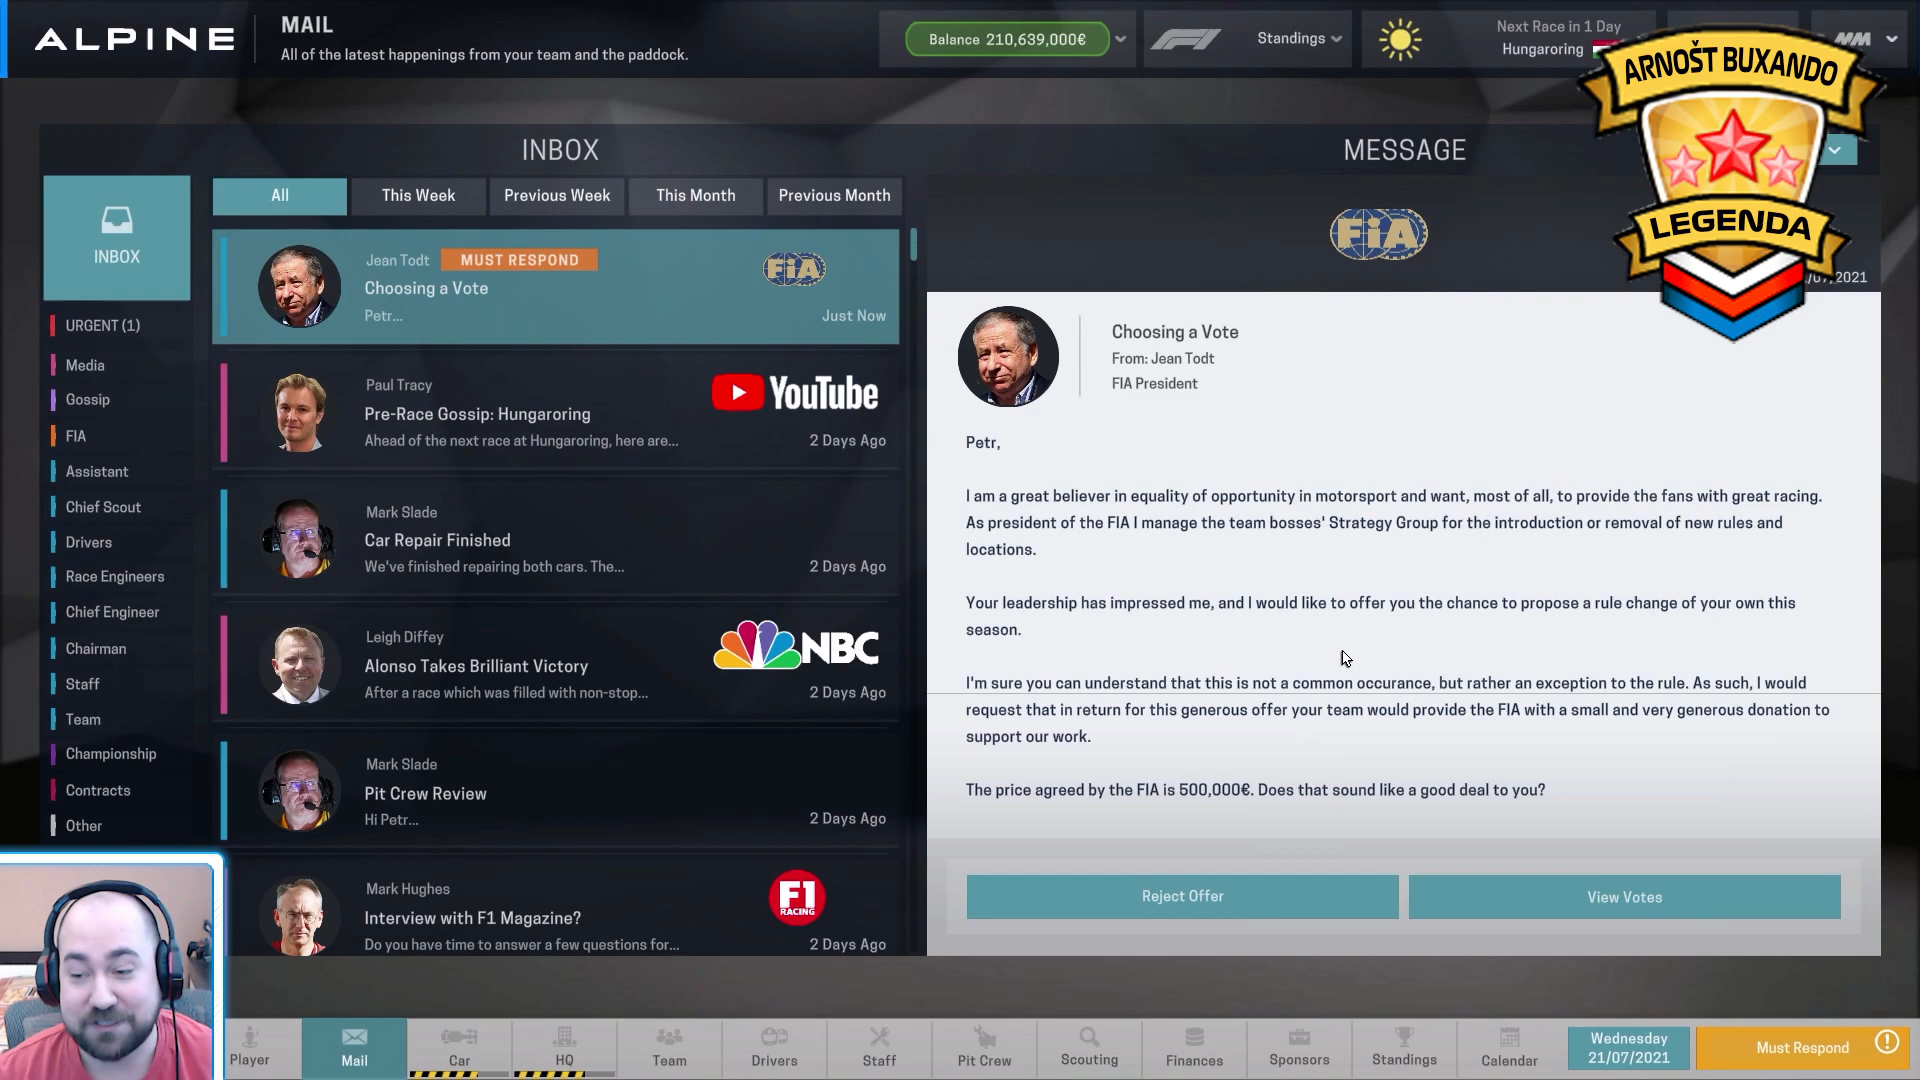 ALPINE
MAIL
All of the latest happenings from your team and the paddock.
Balance 210,639,000€
Standings
Next Race in 1 Day
Hungaroring
ARNOŠT BUXANDO
LEGENDA
INBOX
MESSAGE
INBOX
URGENT (1)
Media
Gossip
FIA
Assistant
Chief Scout
Drivers
Race Engineers
Chief Engineer
Chairman
Staff
Team
Championship
Contracts
Other
All
This Week
Previous Week
This Month
Previous Month
Jean Todt
MUST RESPOND
Choosing a Vote
Petr...
FiA
Just Now
Paul Tracy
Pre-Race Gossip: Hungaroring
Ahead of the next race at Hungaroring, here are...
YouTube
2 Days Ago
Mark Slade
Car Repair Finished
We've finished repairing both cars. The...
2 Days Ago
Leigh Diffey
Alonso Takes Brilliant Victory
After a race which was filled with non-stop...
NBC
2 Days Ago
Mark Slade
Pit Crew Review
Hi Petr...
2 Days Ago
Mark Hughes
Interview with F1 Magazine?
Do you have time to answer a few questions for...
F1
RACING
2 Days Ago
FiA
/07/2021
Choosing a Vote
From: Jean Todt
FIA President
Petr,
I am a great believer in equality of opportunity in motorsport and want, most of all, to provide the fans with great racing.
As president of the FIA I manage the team bosses' Strategy Group for the introduction or removal of new rules and
locations.
Your leadership has impressed me, and I would like to offer you the chance to propose a rule change of your own this
season.
I'm sure you can understand that this is not a common occurance, but rather an exception to the rule. As such, I would
request that in return for this generous offer your team would provide the FIA with a small and very generous donation to
support our work.
The price agreed by the FIA is 500,000€. Does that sound like a good deal to you?
Reject Offer
View Votes
Player
Mail
Car
HQ
Team
Drivers
Staff
Pit Crew
Scouting
Finances
Sponsors
Standings
Calendar
Wednesday
21/07/2021
Must Respond